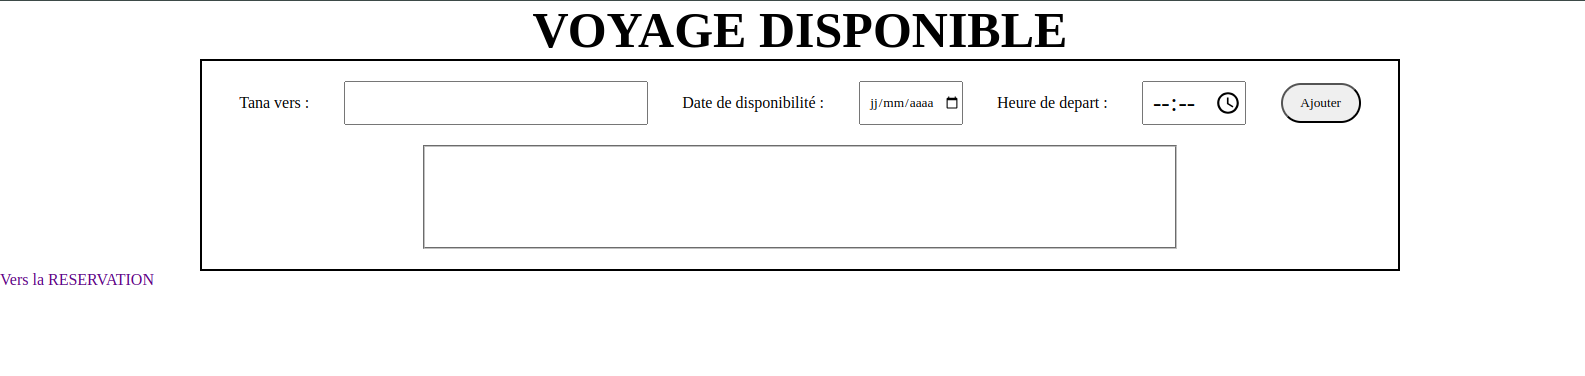 VOYAGE DISPONIBLE
Tana vers : Date de disponibilité : jj/mm/aaaa Heure de depart : --:-- Ajouter
Vers la RESERVATION